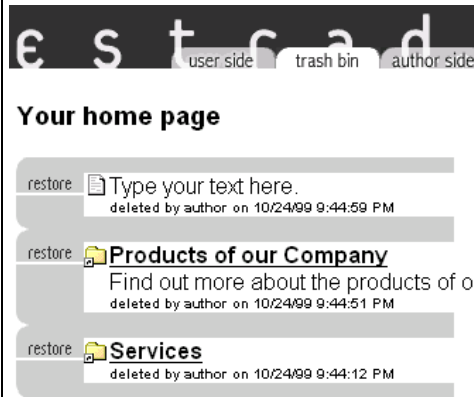 estcad
user side trash bin author side
Your home page
restore Type your text here.
deleted by author on 10/24/99 9:44:59 PM
restore Products of our Company
Find out more about the products of o
deleted by author on 10/24/99 9:44:51 PM
restore Services
deleted by author on 10/24/99 9:44:12 PM